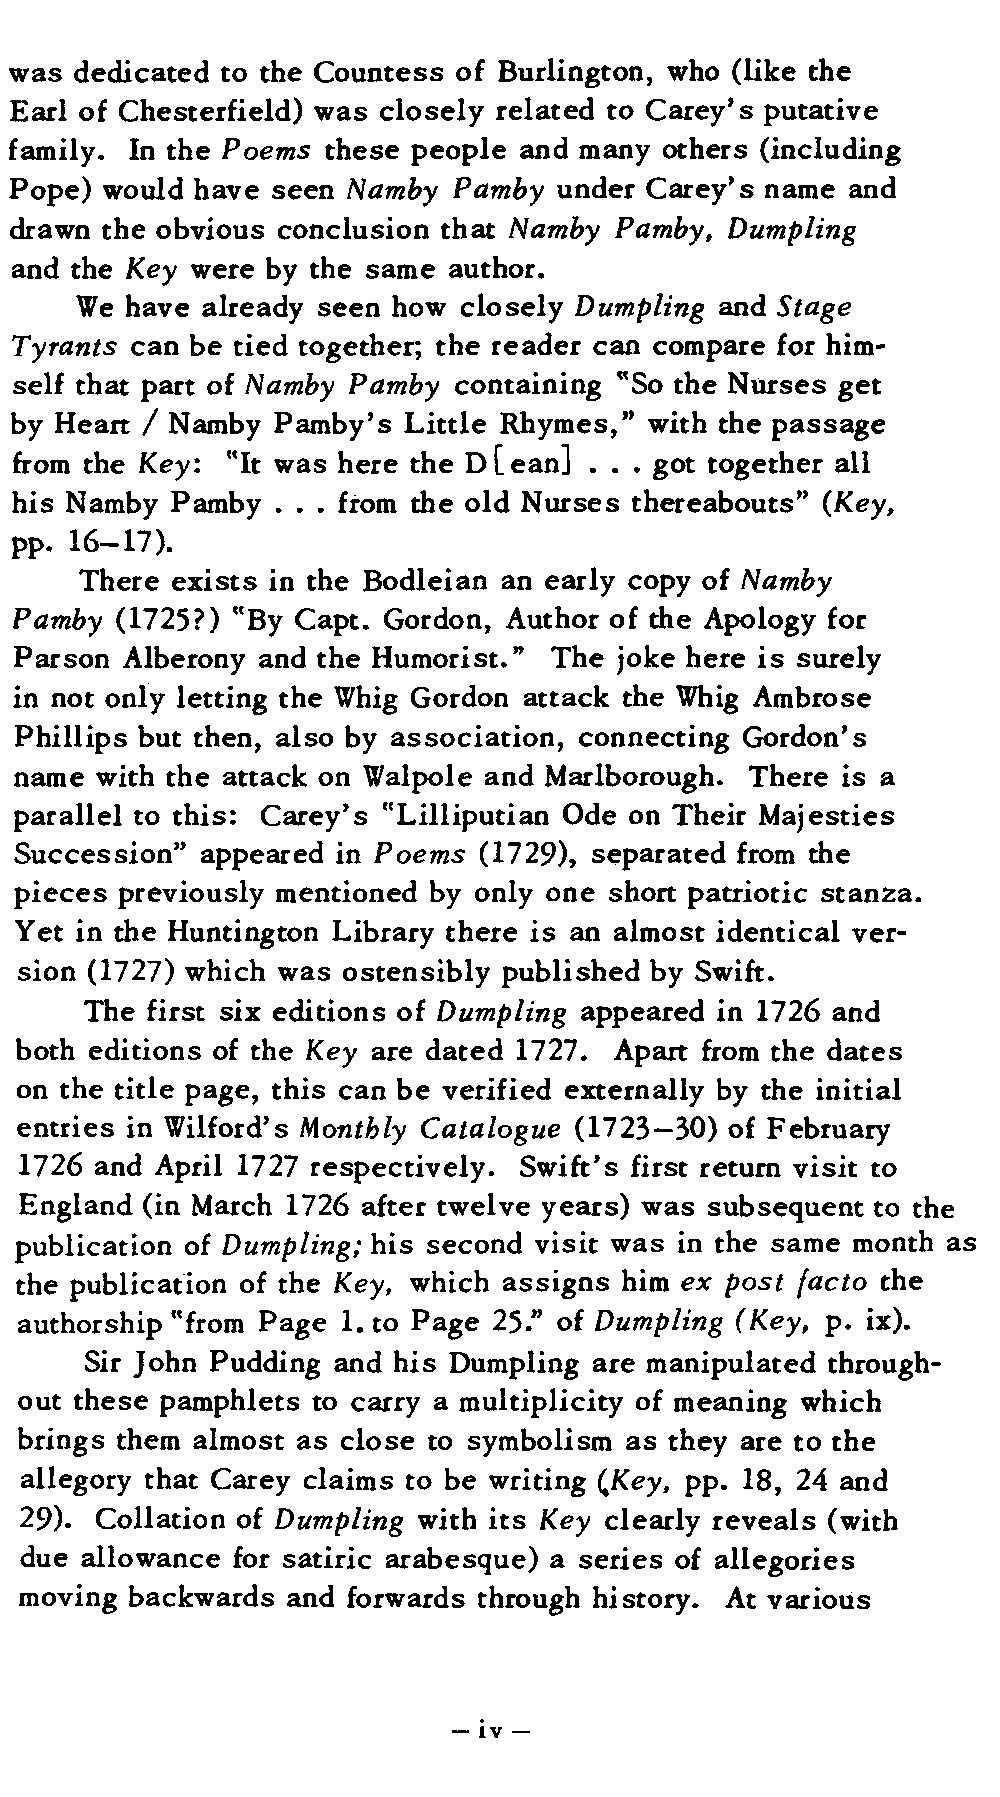 was dedicated to the Countess of Burlington, who (like the
Earl of Chesterfield) was closely related to Carey's putative
family. In the Poems these people and many others (including
Pope) would have seen Namby Pamby under Carey's name and
drawn the obvious conclusion that Namby Pamby, Dumpling
and the Key were by the same author.
We have already seen how closely Dumpling and Stage
Tyrants can be tied together; the reader can compare for him-
self that part of Namby Pamby containing "So the Nurses get
by Heart / Namby Pamby's Little Rhymes," with the passage
from the Key: "It was here the D[ean] . . . got together all
his Namby Pamby . . . from the old Nurses thereabouts" (Key,
pp. 16–17).
There exists in the Bodleian an early copy of Namby
Pamby (1725?) "By Capt. Gordon, Author of the Apology for
Parson Alberony and the Humorist." The joke here is surely
in not only letting the Whig Gordon attack the Whig Ambrose
Phillips but then, also by association, connecting Gordon's
name with the attack on Walpole and Marlborough. There is a
parallel to this: Carey's "Lilliputian Ode on Their Majesties
Succession" appeared in Poems (1729), separated from the
pieces previously mentioned by only one short patriotic stanza.
Yet in the Huntington Library there is an almost identical ver-
sion (1727) which was ostensibly published by Swift.
The first six editions of Dumpling appeared in 1726 and
both editions of the Key are dated 1727. Apart from the dates
on the title page, this can be verified externally by the initial
entries in Wilford's Monthly Catalogue (1723–30) of February
1726 and April 1727 respectively. Swift's first return visit to
England (in March 1726 after twelve years) was subsequent to the
publication of Dumpling; his second visit was in the same month as
the publication of the Key, which assigns him ex post facto the
authorship "from Page 1. to Page 25." of Dumpling (Key, p. ix).
Sir John Pudding and his Dumpling are manipulated through-
out these pamphlets to carry a multiplicity of meaning which
brings them almost as close to symbolism as they are to the
allegory that Carey claims to be writing (Key, pp. 18, 24 and
29). Collation of Dumpling with its Key clearly reveals (with
due allowance for satiric arabesque) a series of allegories
moving backwards and forwards through history. At various
– iv –